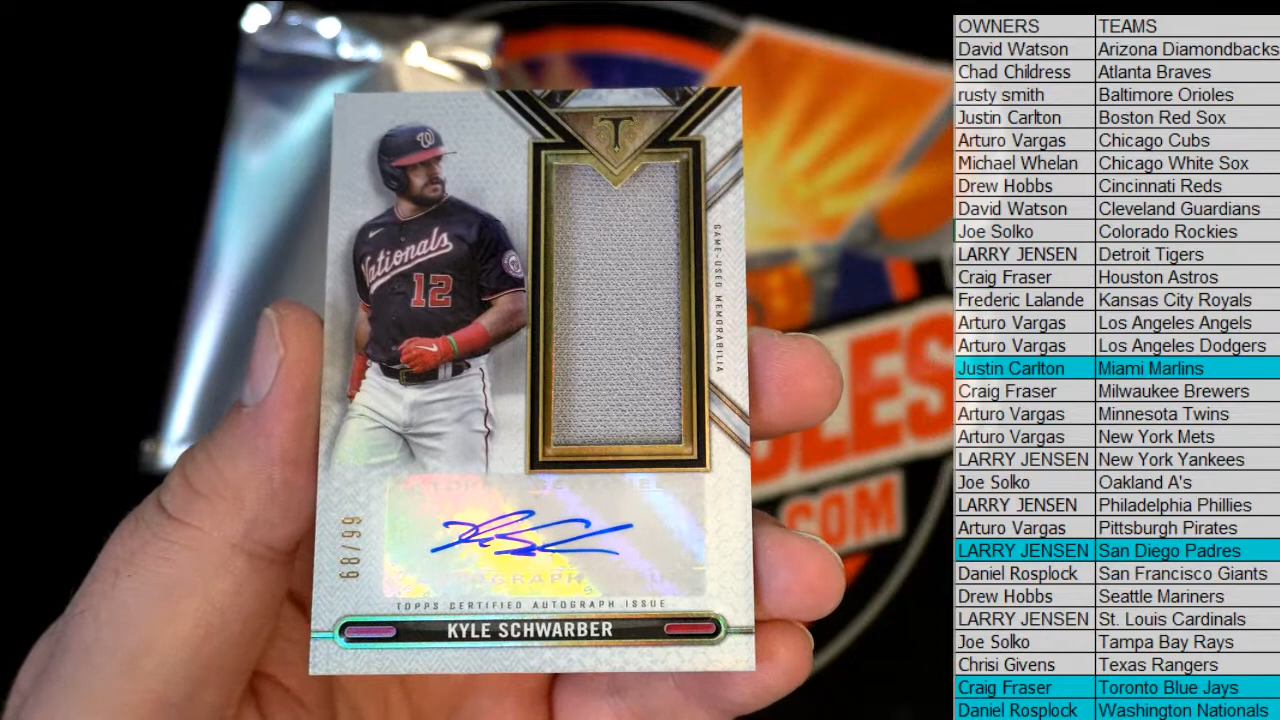 W
Nationals
12
T
GAME-USED MEMORABILIA
68/99
TOPPS CERTIFIED AUTOGRAPH ISSUE
KYLE SCHWARBER
LES
.COM
OWNERS TEAMS
David Watson Arizona Diamondbacks
Chad Childress Atlanta Braves
rusty smith Baltimore Orioles
Justin Carlton Boston Red Sox
Arturo Vargas Chicago Cubs
Michael Whelan Chicago White Sox
Drew Hobbs Cincinnati Reds
David Watson Cleveland Guardians
Joe Solko Colorado Rockies
LARRY JENSEN Detroit Tigers
Craig Fraser Houston Astros
Frederic Lalande Kansas City Royals
Arturo Vargas Los Angeles Angels
Arturo Vargas Los Angeles Dodgers
Justin Carlton Miami Marlins
Craig Fraser Milwaukee Brewers
Arturo Vargas Minnesota Twins
Arturo Vargas New York Mets
LARRY JENSEN New York Yankees
Joe Solko Oakland A's
LARRY JENSEN Philadelphia Phillies
Arturo Vargas Pittsburgh Pirates
LARRY JENSEN San Diego Padres
Daniel Rosplock San Francisco Giants
Drew Hobbs Seattle Mariners
LARRY JENSEN St. Louis Cardinals
Joe Solko Tampa Bay Rays
Chrisi Givens Texas Rangers
Craig Fraser Toronto Blue Jays
Daniel Rosplock Washington Nationals